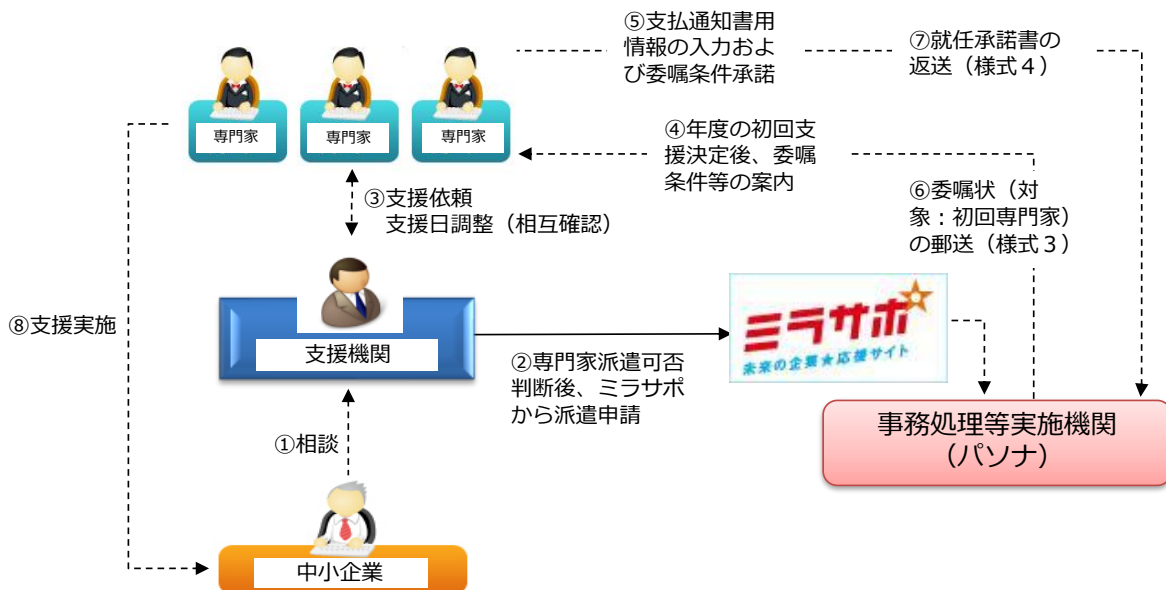 ⑤支払通知書用
情報の入力およ
び委嘱条件承諾
⑦就任承諾書の
返送（様式４）
専門家
専門家
専門家
④年度の初回支
援決定後、委嘱
条件等の案内
③支援依頼
支援日調整（相互確認）
⑥委嘱状（対
象：初回専門家）
の郵送（様式３）
⑧支援実施
支援機関
ミラサポ
未来の企業★応援サイト
②専門家派遣可否
判断後、ミラサポ
から派遣申請
事務処理等実施機関
（パソナ）
①相談
中小企業